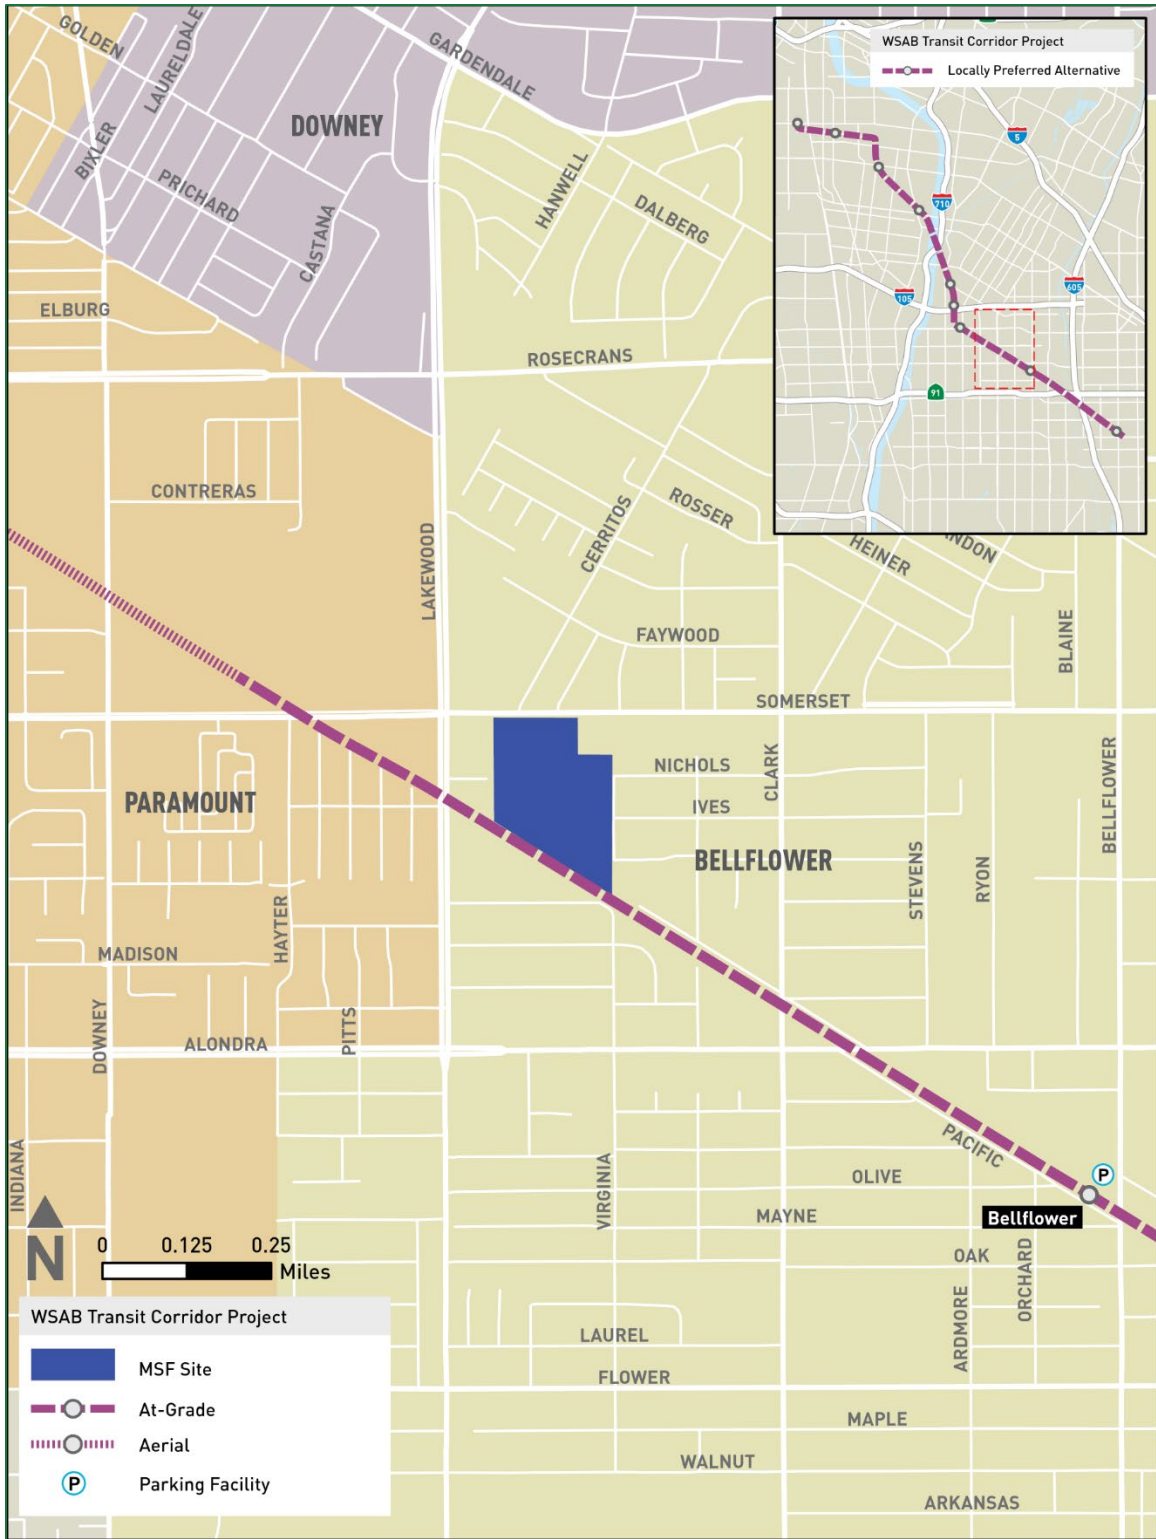 GOLDEN
LAURELDALE
GARDENDALE
DOWNEY
BIXLER
PRICHARD
CASTANA
HANWELL
DALBERG
ELBURG
ROSECRANS
WSAB Transit Corridor Project
Locally Preferred Alternative
5
710
105
605
91
CONTRERAS
LAKEWOOD
CERRITOS
ROSSER
HEINER
NDON
FAYWOOD
BLAINE
SOMERSET
PARAMOUNT
NICHOLS
IVES
CLARK
BELLFLOWER
BELLFLOWER
STEVENS
RYON
HAYTER
MADISON
DOWNEY
ALONDRA
PITTS
INDIANA
VIRGINIA
PACIFIC
OLIVE
MAYNE
P
Bellflower
OAK
ORCHARD
ARDMORE
N
0 0.125 0.25
Miles
LAUREL
FLOWER
MAPLE
WALNUT
ARKANSAS
WSAB Transit Corridor Project
MSF Site
At-Grade
Aerial
P Parking Facility